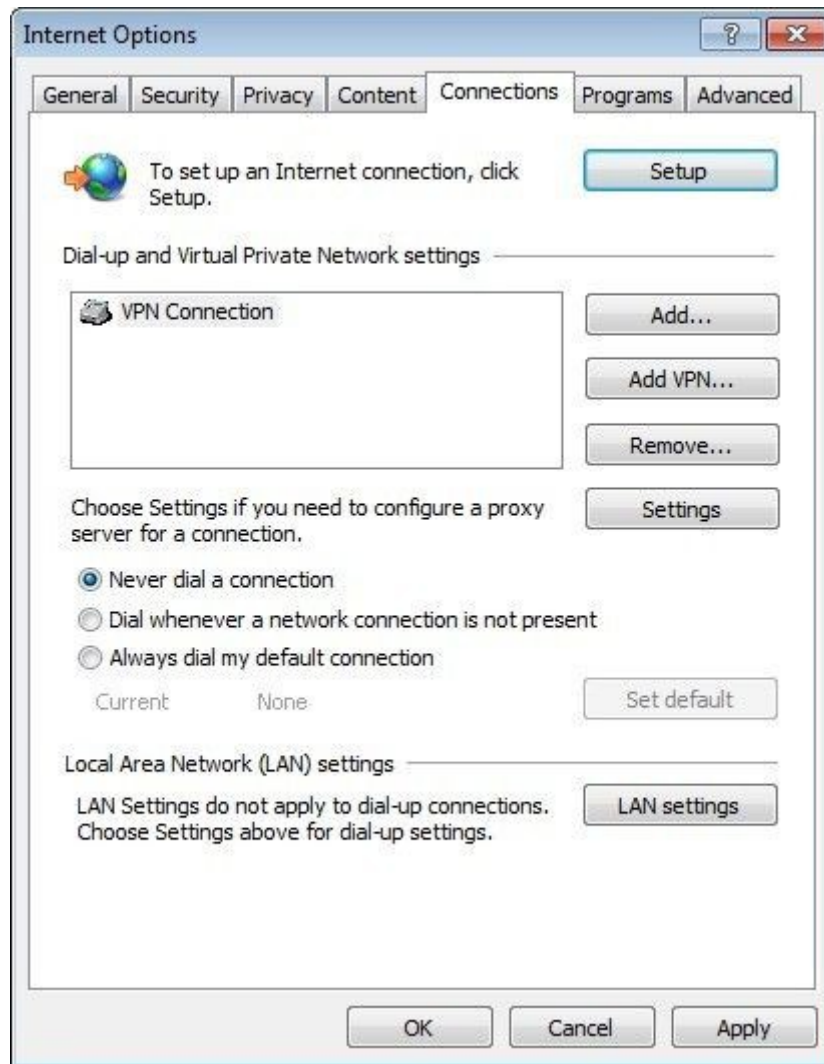 Internet Options
General Security Privacy Content Connections Programs Advanced
To set up an Internet connection, click
Setup.
Setup
Dial-up and Virtual Private Network settings
VPN Connection
Add...
Add VPN...
Remove...
Choose Settings if you need to configure a proxy
server for a connection.
Settings
Never dial a connection
Dial whenever a network connection is not present
Always dial my default connection
Current None
Set default
Local Area Network (LAN) settings
LAN Settings do not apply to dial-up connections.
Choose Settings above for dial-up settings.
LAN settings
OK Cancel Apply